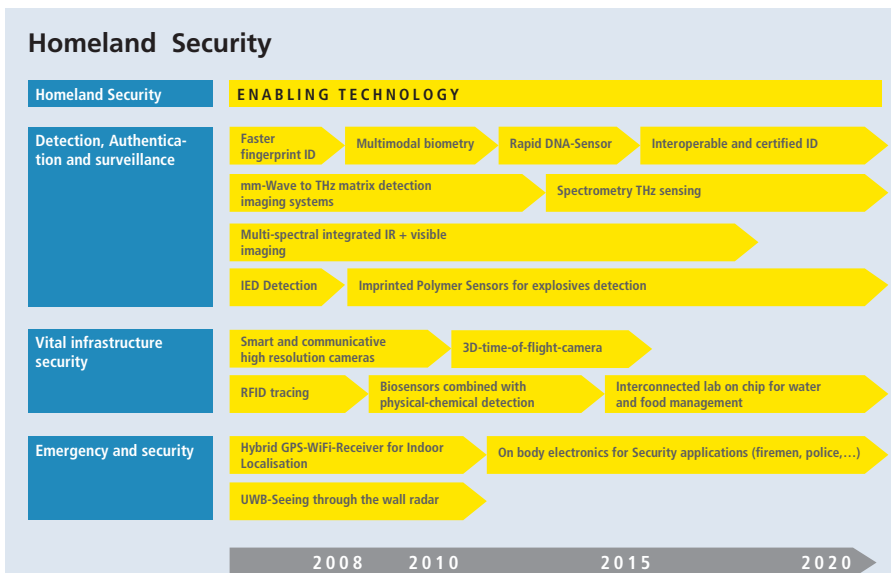 Homeland Security
Homeland Security
ENABLING TECHNOLOGY
Detection, Authentica-
tion and surveillance
Faster
fingerprint ID
Multimodal biometry
Rapid DNA-Sensor
Interoperable and certified ID
mm-Wave to THz matrix detection
imaging systems
Spectrometry THz sensing
Multi-spectral integrated IR + visible
imaging
IED Detection
Imprinted Polymer Sensors for explosives detection
Vital infrastructure
security
Smart and communicative
high resolution cameras
3D-time-of-flight-camera
RFID tracing
Biosensors combined with
physical-chemical detection
Interconnected lab on chip for water
and food management
Emergency and security
Hybrid GPS-WiFi-Receiver for Indoor
Localisation
On body electronics for Security applications (firemen, police,...)
UWB-Seeing through the wall radar
2008 2010 2015 2020